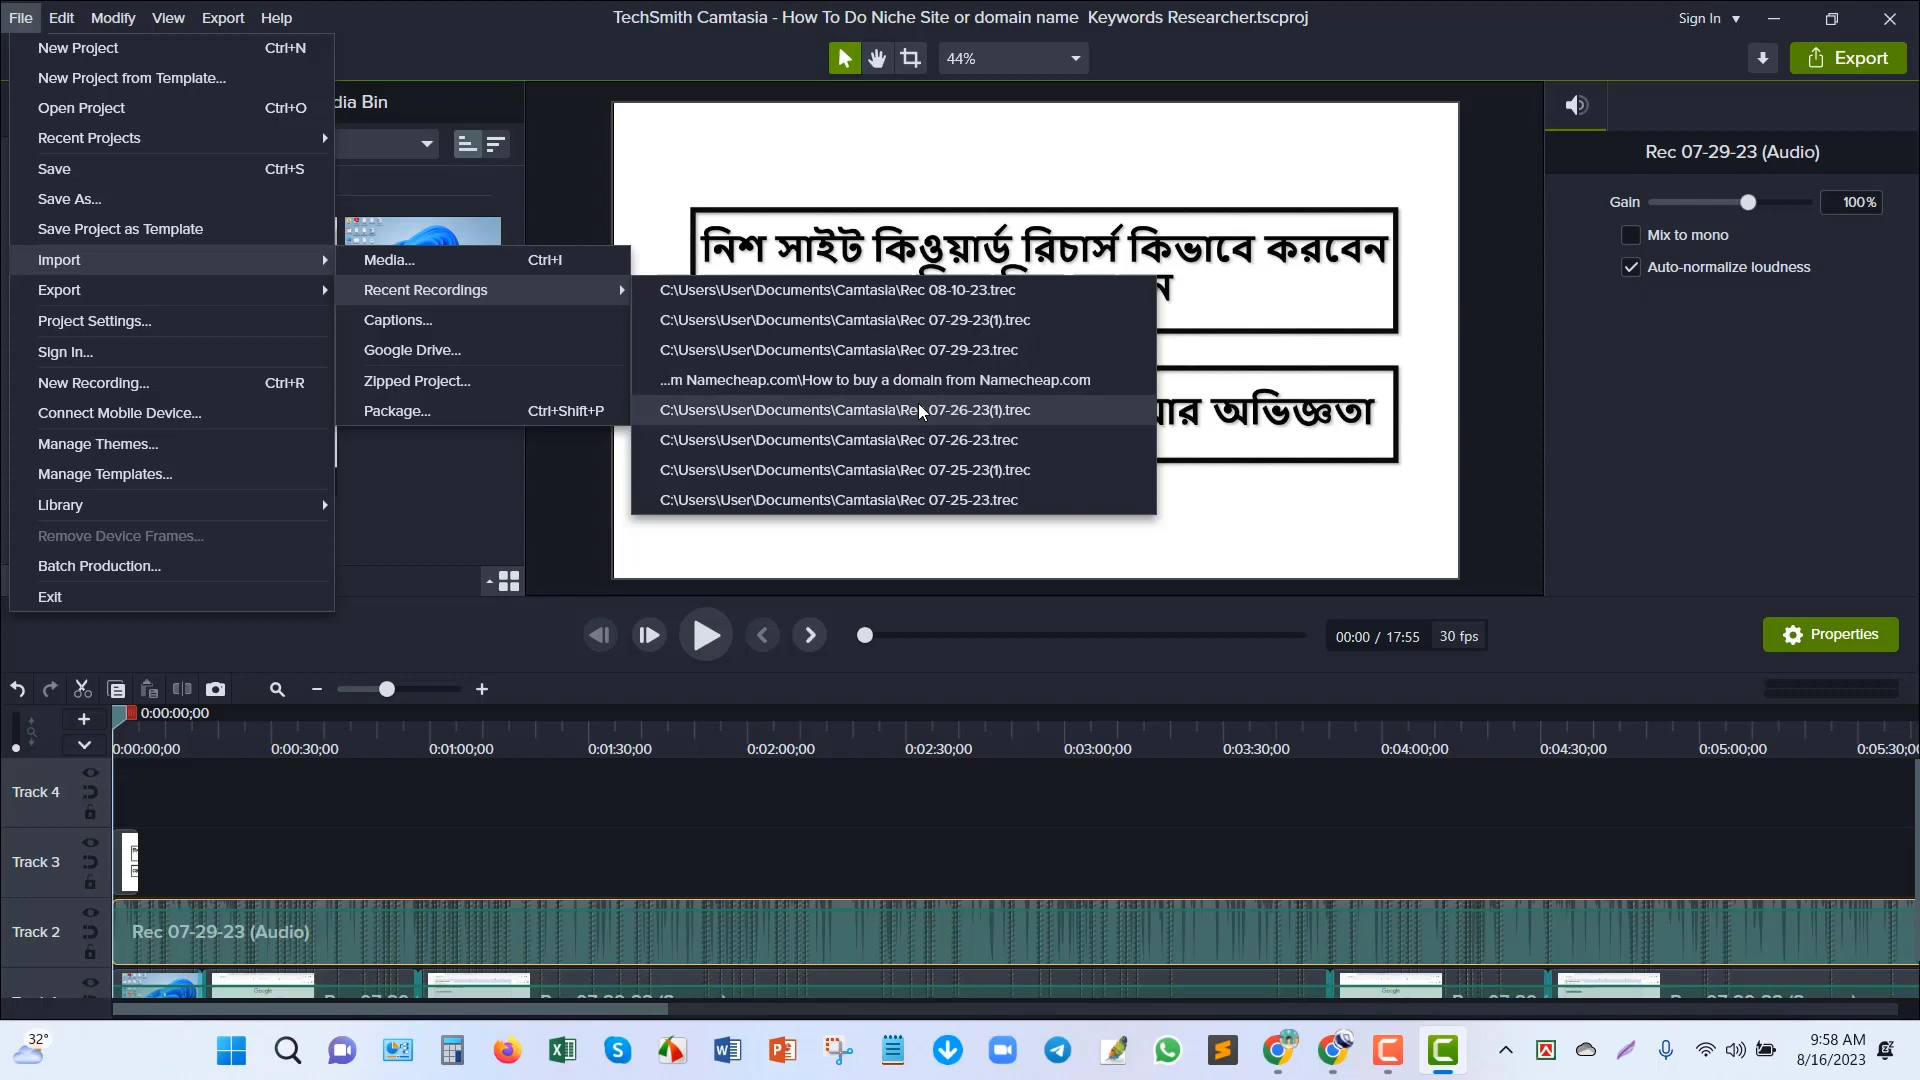 File Edit Modify View Export Help
TechSmith Camtasia - How To Do Niche Site or domain name Keywords Researcher.tscproj
Sign In
44%
Export
New Project Ctrl+N
New Project from Template...
Open Project Ctrl+O
Recent Projects
Save Ctrl+S
Save As...
Save Project as Template
Import
Export
Project Settings...
Sign In...
New Recording... Ctrl+R
Connect Mobile Device...
Manage Themes...
Manage Templates...
Library
Remove Device Frames...
Batch Production...
Exit
dia Bin
Media... Ctrl+I
Recent Recordings
Captions...
Google Drive...
Zipped Project...
Package... Ctrl+Shift+P
C:\Users\User\Documents\Camtasia\Rec 08-10-23.trec
C:\Users\User\Documents\Camtasia\Rec 07-29-23(1).trec
C:\Users\User\Documents\Camtasia\Rec 07-29-23.trec
...m Namecheap.com\How to buy a domain from Namecheap.com
C:\Users\User\Documents\Camtasia\Rec 07-26-23(1).trec
C:\Users\User\Documents\Camtasia\Rec 07-26-23.trec
C:\Users\User\Documents\Camtasia\Rec 07-25-23(1).trec
C:\Users\User\Documents\Camtasia\Rec 07-25-23.trec
নিশ সাইট কিওয়ার্ড রিচার্স কিভাবে করবেন
অভিজ্ঞতা
Rec 07-29-23 (Audio)
Gain 100%
Mix to mono
Auto-normalize loudness
00:00 / 17:55 30 fps
Properties
0:00:00;00
0:00:00;00 0:00:30;00 0:01:00;00 0:01:30;00 0:02:00;00 0:02:30;00 0:03:00;00 0:03:30;00 0:04:00;00 0:04:30;00 0:05:00;00 0:05:30;0
Track 4
Track 3
Track 2
Rec 07-29-23 (Audio)
32°
9:58 AM
8/16/2023